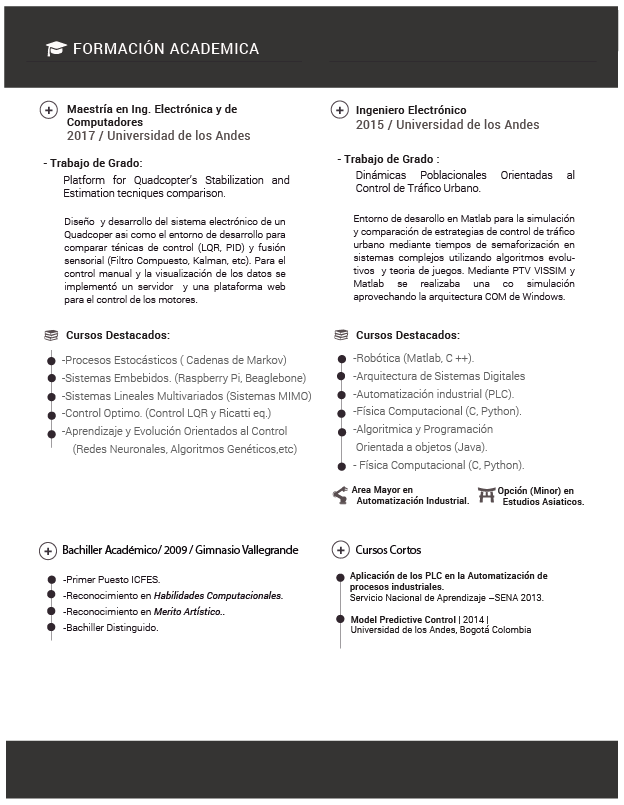 FORMACIÓN ACADEMICA
Maestría en Ing. Electrónica y de
Computadores
2017 / Universidad de los Andes
- Trabajo de Grado:
Platform for Quadcopter's Stabilization and
Estimation tecniques comparison.
Diseño y desarrollo del sistema electrónico de un
Quadcoper asi como el entorno de desarrollo para
comparar ténicas de control (LQR, PID) y fusión
sensorial (Filtro Compuesto, Kalman, etc). Para el
control manual y la visualización de los datos se
implementó un servidor y una plataforma web
para el control de los motores.
Cursos Destacados:
-Procesos Estocásticos ( Cadenas de Markov)
-Sistemas Embebidos. (Raspberry Pi, Beaglebone)
-Sistemas Lineales Multivariados (Sistemas MIMO)
-Control Optimo. (Control LQR y Ricatti eq.)
-Aprendizaje y Evolución Orientados al Control
(Redes Neuronales, Algoritmos Genéticos,etc)
Ingeniero Electrónico
2015 / Universidad de los Andes
- Trabajo de Grado :
Dinámicas Poblacionales Orientadas al
Control de Tráfico Urbano.
Entorno de desarollo en Matlab para la simulación
y comparación de estrategias de control de tráfico
urbano mediante tiempos de semaforización en
sistemas complejos utilizando algoritmos evolu-
tivos y teoria de juegos. Mediante PTV VISSIM y
Matlab se realizaba una co simulación
aprovechando la arquitectura COM de Windows.
Cursos Destacados:
-Robótica (Matlab, C ++).
-Arquitectura de Sistemas Digitales
-Automatización industrial (PLC).
-Física Computacional (C, Python).
-Algoritmica y Programación
Orientada a objetos (Java).
- Física Computacional (C, Python).
Area Mayor en
Automatización Industrial.
Opción (Minor) en
Estudios Asiaticos.
Bachiller Académico/ 2009 / Gimnasio Vallegrande
-Primer Puesto ICFES.
-Reconocimiento en Habilidades Computacionales.
-Reconocimiento en Merito Artístico..
-Bachiller Distinguido.
Cursos Cortos
Aplicación de los PLC en la Automatización de
procesos industriales.
Servicio Nacional de Aprendizaje –SENA 2013.
Model Predictive Control | 2014 |
Universidad de los Andes, Bogotá Colombia